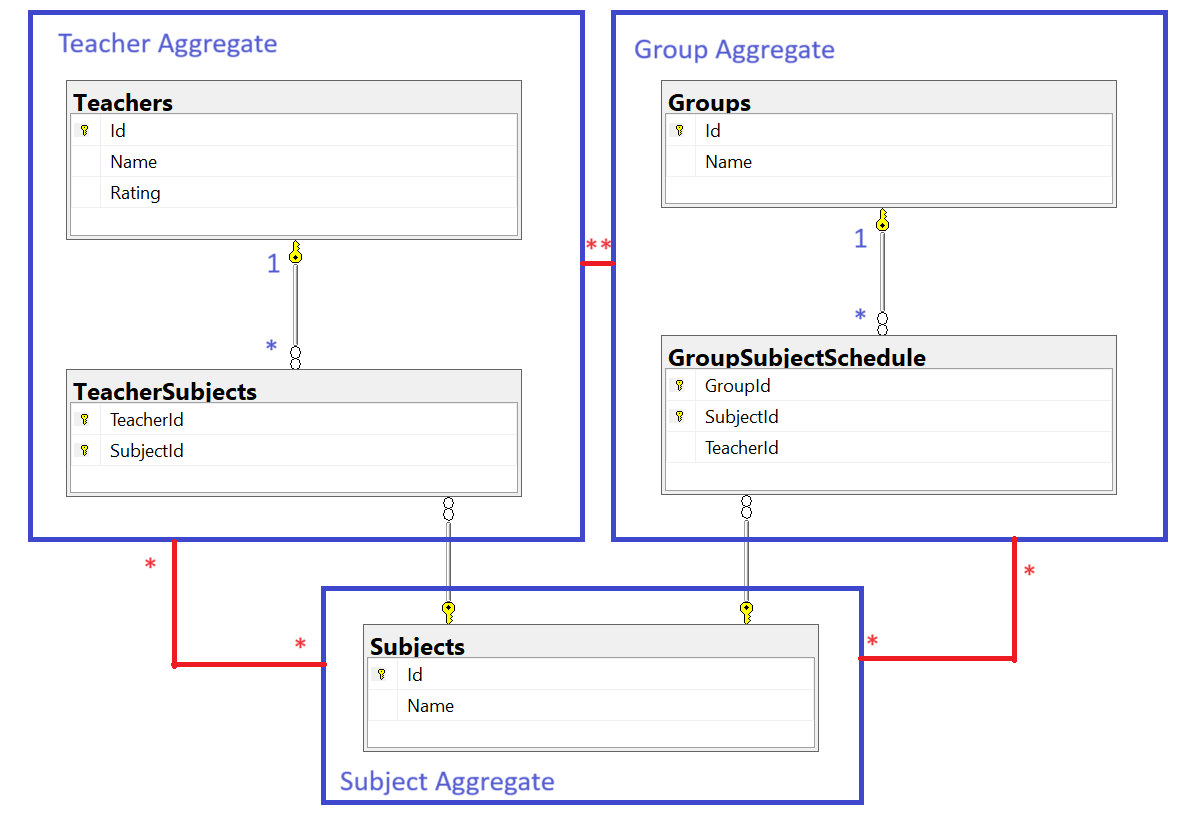 Teacher Aggregate
Teachers
Id
Name
Rating
1
*
TeacherSubjects
TeacherId
SubjectId
Group Aggregate
Groups
Id
Name
1
*
GroupSubjectSchedule
GroupId
SubjectId
TeacherId
**
*
*
*
*
Subjects
Id
Name
Subject Aggregate